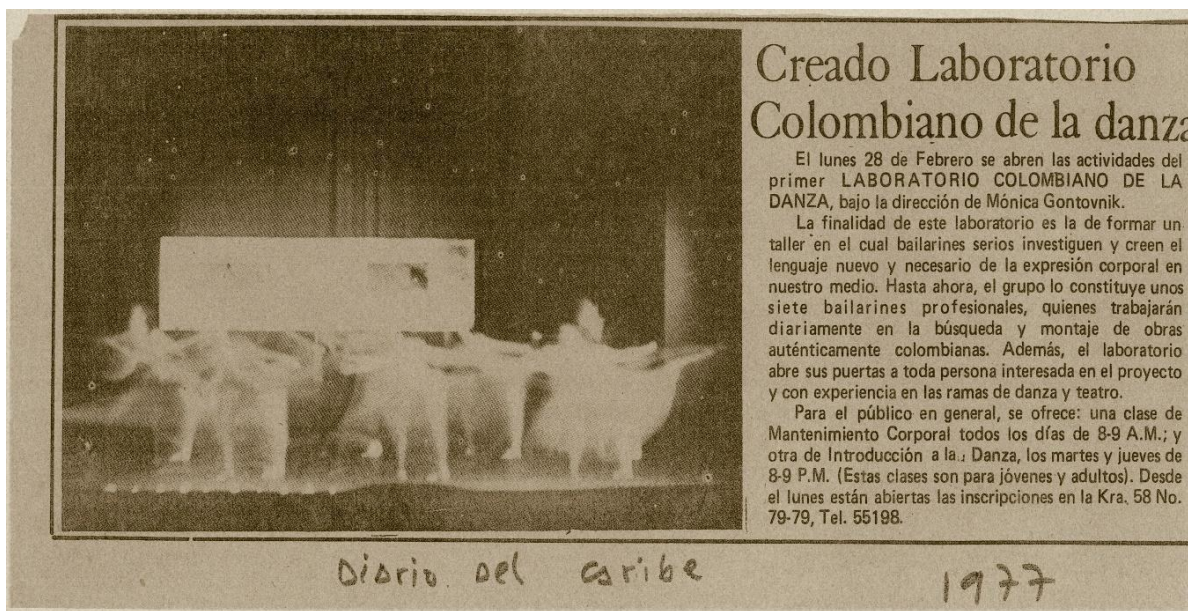 Creado Laboratorio
Colombiano de la danza
El lunes 28 de Febrero se abren las actividades del
primer LABORATORIO COLOMBIANO DE LA
DANZA, bajo la dirección de Mónica Gontovnik.
La finalidad de este laboratorio es la de formar un
taller en el cual bailarines serios investiguen y creen el
lenguaje nuevo y necesario de la expresión corporal en
nuestro medio. Hasta ahora, el grupo lo constituye unos
siete bailarines profesionales, quienes trabajarán
diariamente en la búsqueda y montaje de obras
auténticamente colombianas. Además, el laboratorio
abre sus puertas a toda persona interesada en el proyecto
y con experiencia en las ramas de danza y teatro.
Para el público en general, se ofrece: una clase de
Mantenimiento Corporal todos los días de 8-9 A.M.; y
otra de Introducción a la Danza, los martes y jueves de
8-9 P.M. (Estas clases son para jóvenes y adultos). Desde
el lunes están abiertas las inscripciones en la Kra. 58 No.
79-79, Tel. 55198.
Diario del caribe
1977